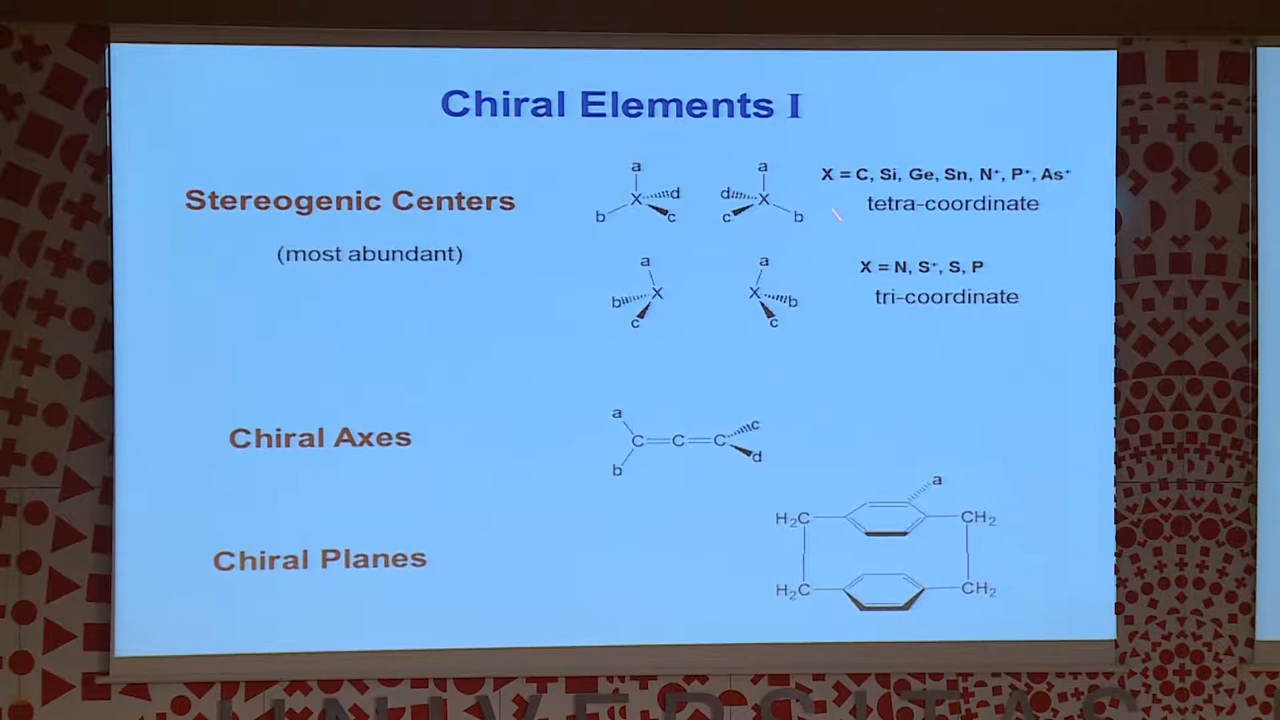 Chiral Elements I
Stereogenic Centers
(most abundant)
a
X
d
b
c
a
d
X
c
b
X = C, Si, Ge, Sn, N⁺, P⁺, As⁺
tetra-coordinate
a
b
X
c
a
X
b
c
X = N, S⁺, S, P
tri-coordinate
Chiral Axes
a
C=C=C
b
c
d
Chiral Planes
a
H₂C
CH₂
H₂C
CH₂
UNIVERSITAS